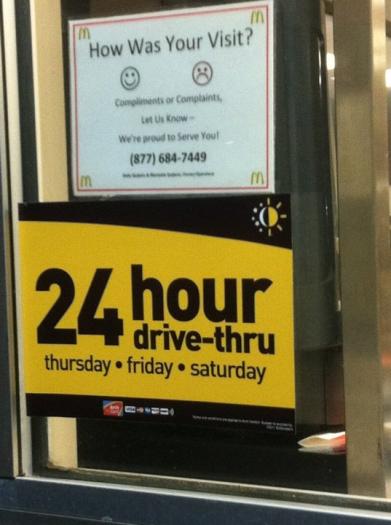 How Was Your Visit?
Compliments or Complaints,
Let Us Know –
We're proud to Serve You!
(877) 684-7449
24 hour
drive-thru
thursday • friday • saturday
VISA